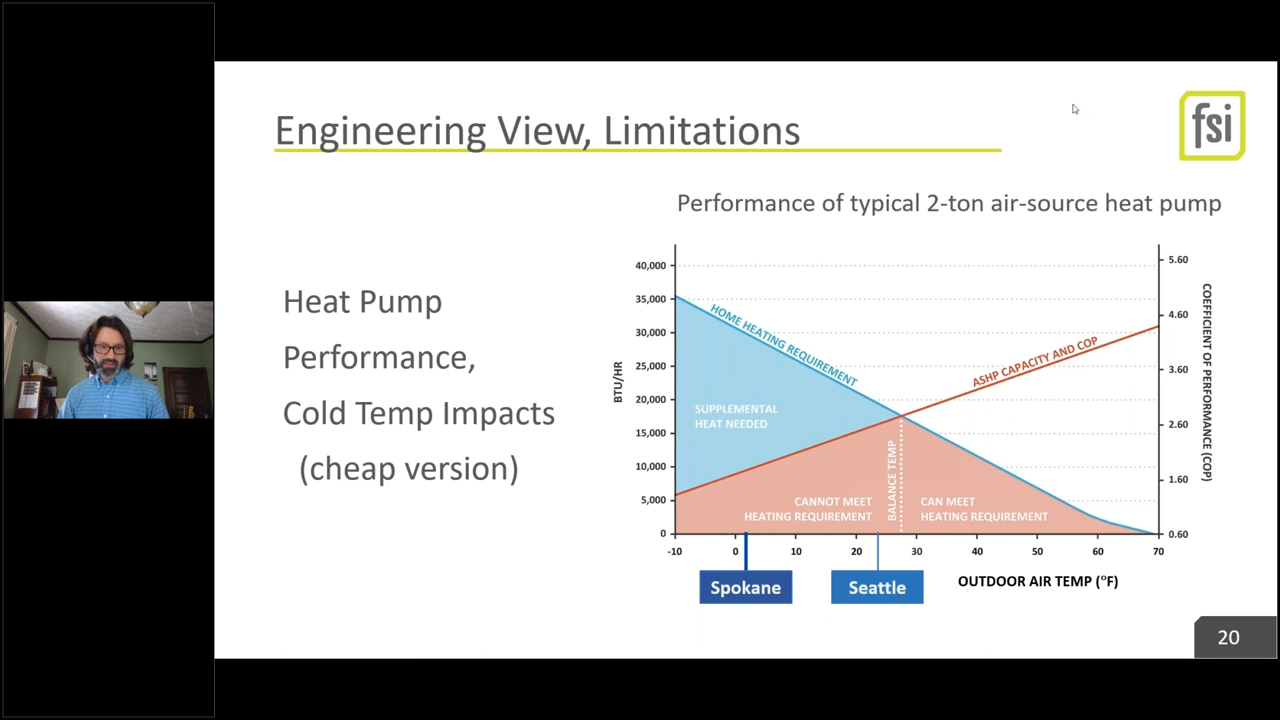 Engineering View, Limitations
fsi
Performance of typical 2-ton air-source heat pump
Heat Pump
Performance,
Cold Temp Impacts
(cheap version)
BTU/HR
40,000
35,000
30,000
25,000
20,000
15,000
10,000
5,000
0
HOME HEATING REQUIREMENT
ASHP CAPACITY AND COP
SUPPLEMENTAL
HEAT NEEDED
CANNOT MEET
HEATING REQUIREMENT
BALANCE TEMP
CAN MEET
HEATING REQUIREMENT
5.60
4.60
3.60
2.60
1.60
0.60
COEFFICIENT OF PERFORMANCE (COP)
-10 0 10 20 30 40 50 60 70
Spokane
Seattle
OUTDOOR AIR TEMP (°F)
20